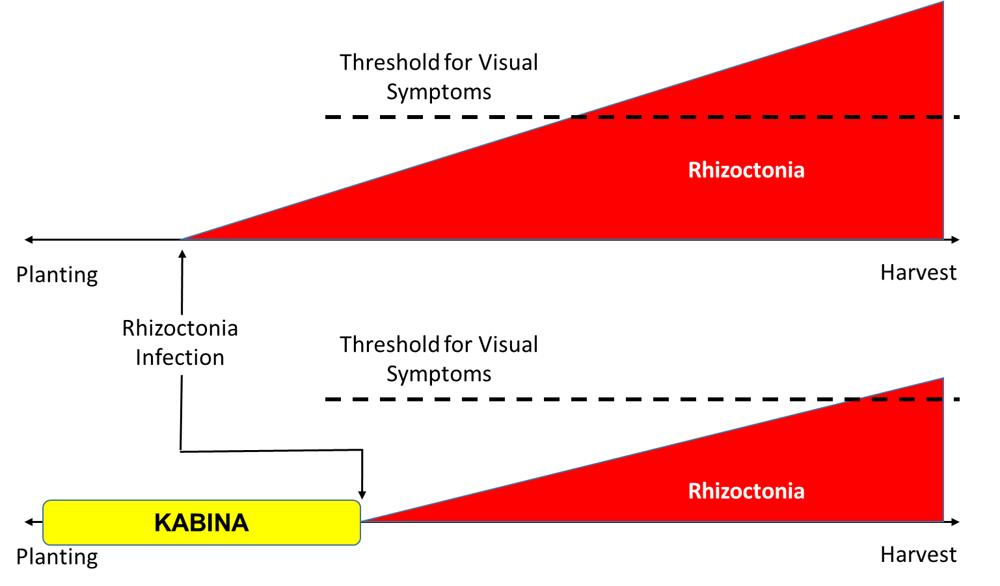 Threshold for Visual
Symptoms
Rhizoctonia
Planting
Harvest
Rhizoctonia
Infection
Threshold for Visual
Symptoms
Rhizoctonia
KABINA
Planting
Harvest